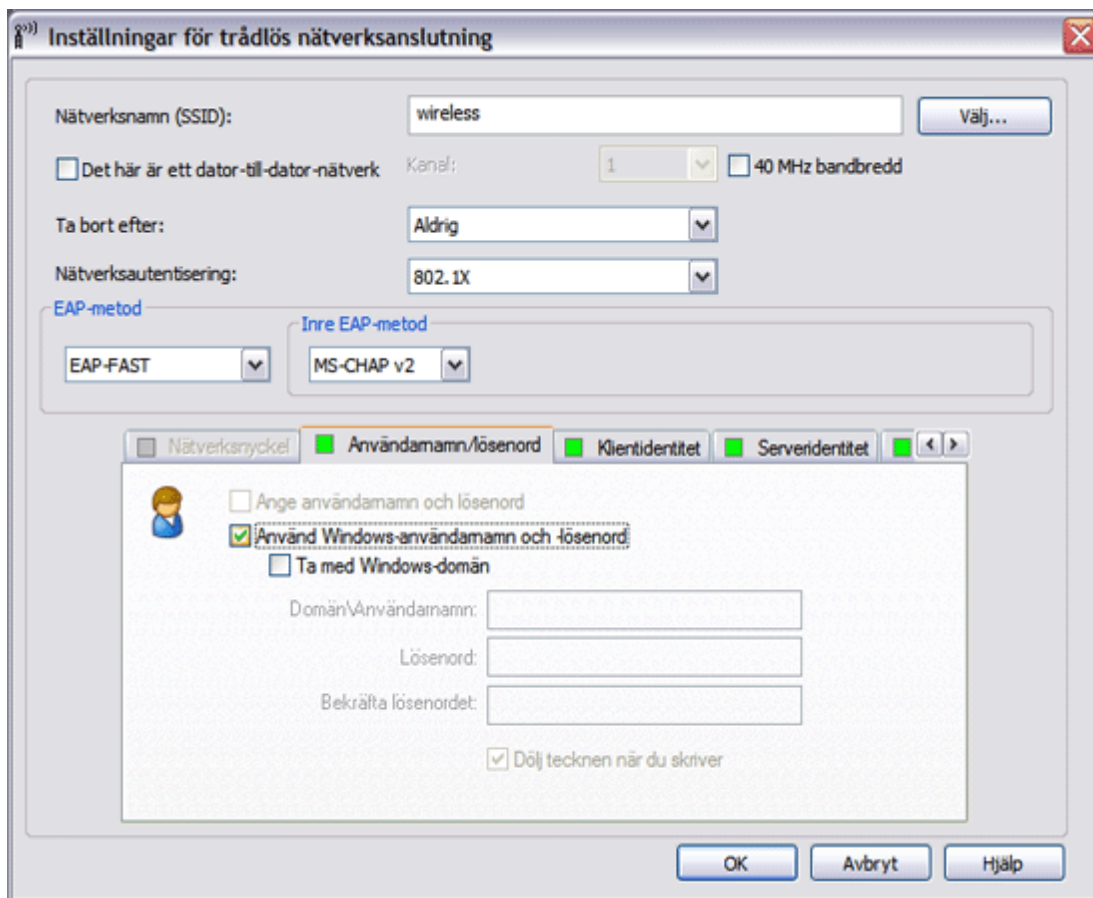 Inställningar för trådlös nätverksanslutning
Nätverksnamn (SSID): wireless Välj...
Det här är ett dator-till-dator-nätverk Kanal: 1 40 MHz bandbredd
Ta bort efter: Aldrig
Nätverksautentisering: 802.1X
EAP-metod
Inre EAP-metod
EAP-FAST MS-CHAP v2
Nätverksnyckel Användarnamn/lösenord Klientidentitet Serveridentitet
Ange användarnamn och lösenord
Använd Windows-användarnamn och -lösenord
Ta med Windows-domän
Domän\Användarnamn:
Lösenord:
Bekräfta lösenordet:
Dölj tecknen när du skriver
OK Avbryt Hjälp